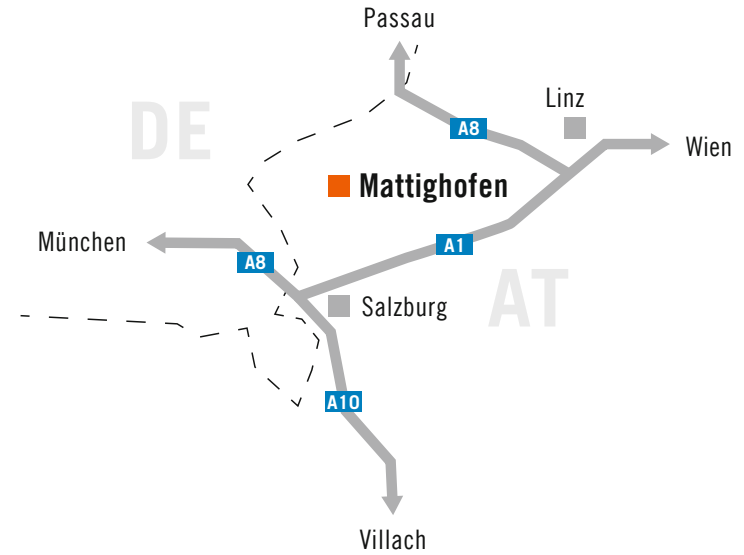 Passau
Linz
DE
A8
Wien
Mattighofen
München
A1
A8
AT
Salzburg
A10
Villach